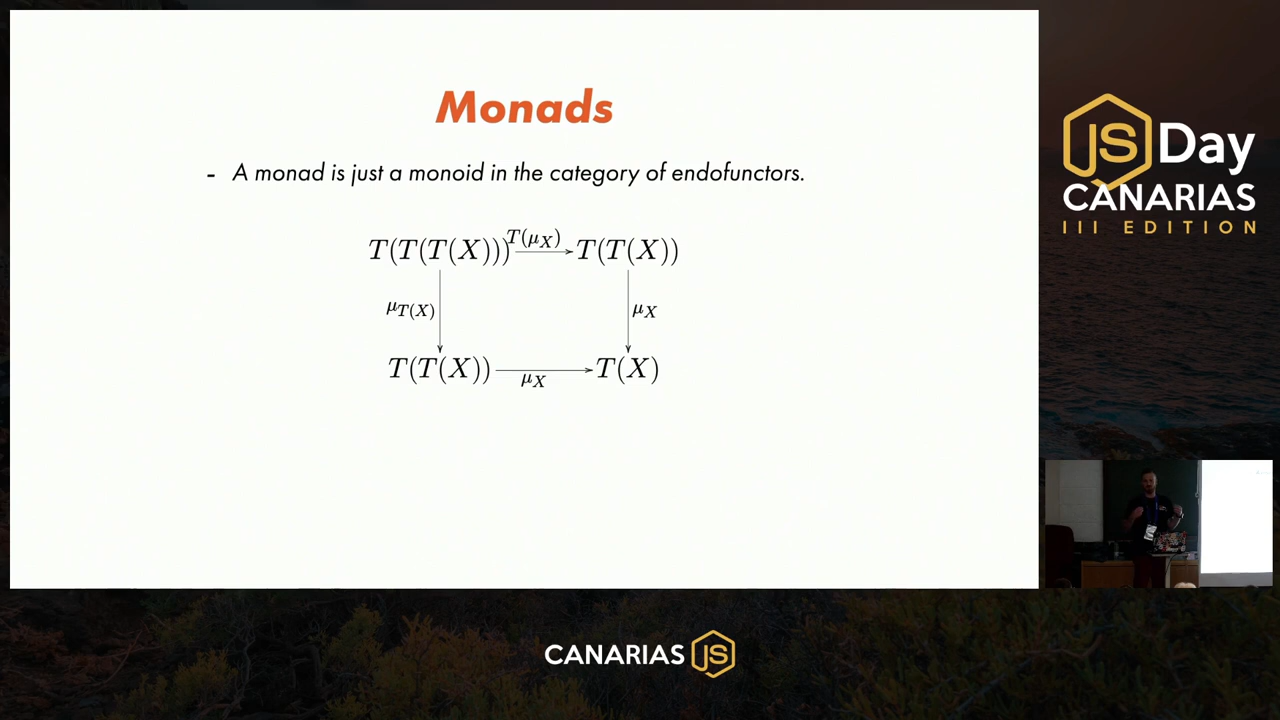 Monads
- A monad is just a monoid in the category of endofunctors.
T(T(T(X))) T(μX) T(T(X))
μT(X) μX
T(T(X)) μX T(X)
JS Day
CANARIAS
III EDITION
CANARIAS JS